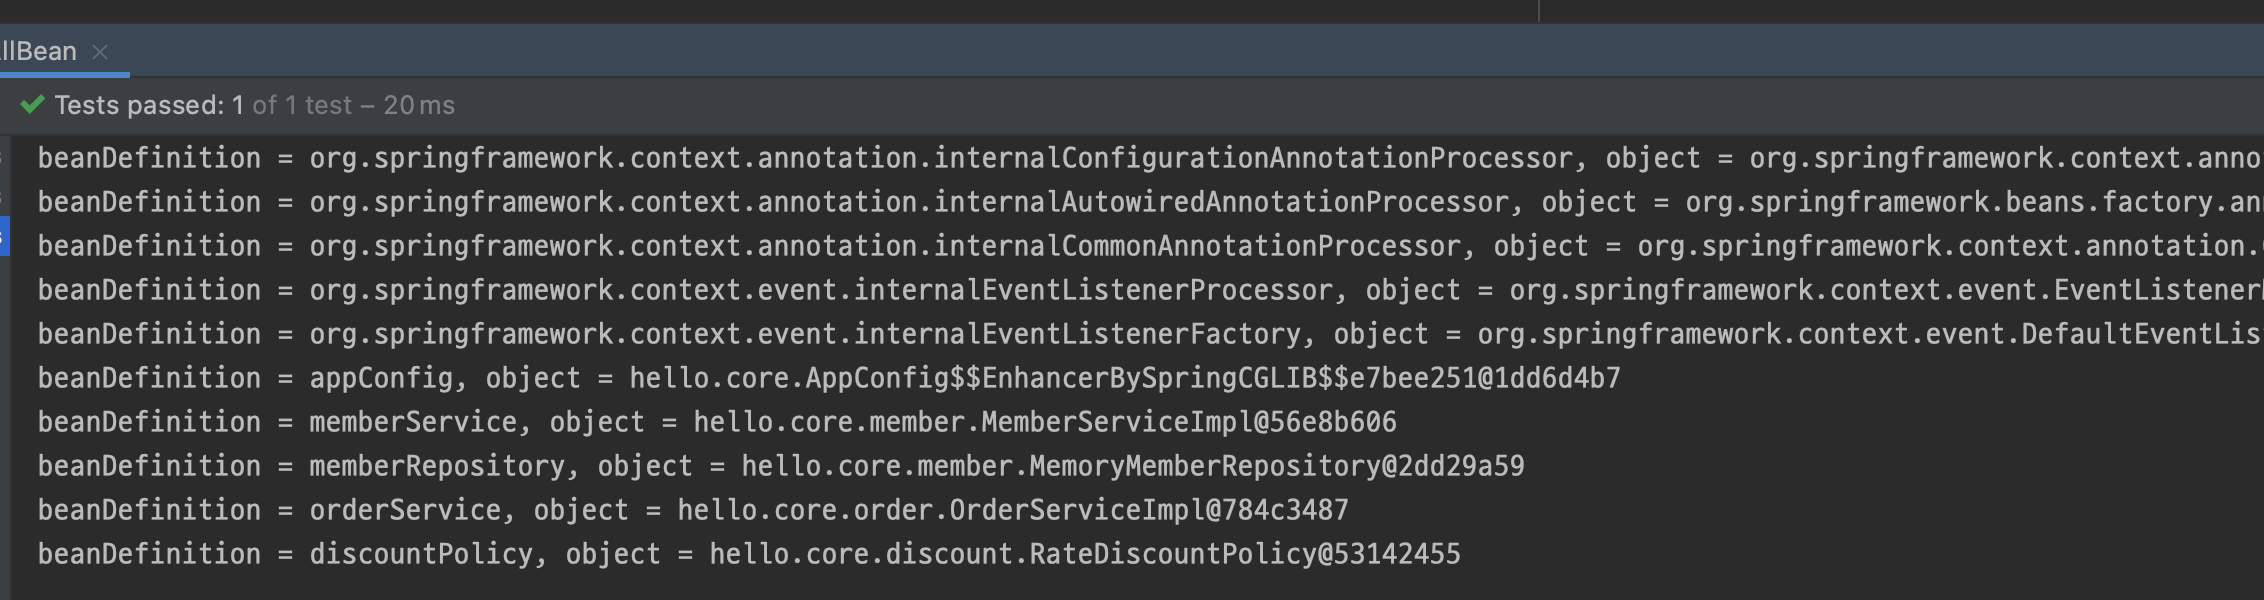 llBean
Tests passed: 1 of 1 test – 20 ms
beanDefinition = org.springframework.context.annotation.internalConfigurationAnnotationProcessor, object = org.springframework.context.anno
beanDefinition = org.springframework.context.annotation.internalAutowiredAnnotationProcessor, object = org.springframework.beans.factory.an
beanDefinition = org.springframework.context.annotation.internalCommonAnnotationProcessor, object = org.springframework.context.annotation.
beanDefinition = org.springframework.context.event.internalEventListenerProcessor, object = org.springframework.context.event.EventListener
beanDefinition = org.springframework.context.event.internalEventListenerFactory, object = org.springframework.context.event.DefaultEventLis
beanDefinition = appConfig, object = hello.core.AppConfig$$EnhancerBySpringCGLIB$$e7bee251@1dd6d4b7
beanDefinition = memberService, object = hello.core.member.MemberServiceImpl@56e8b606
beanDefinition = memberRepository, object = hello.core.member.MemoryMemberRepository@2dd29a59
beanDefinition = orderService, object = hello.core.order.OrderServiceImpl@784c3487
beanDefinition = discountPolicy, object = hello.core.discount.RateDiscountPolicy@53142455